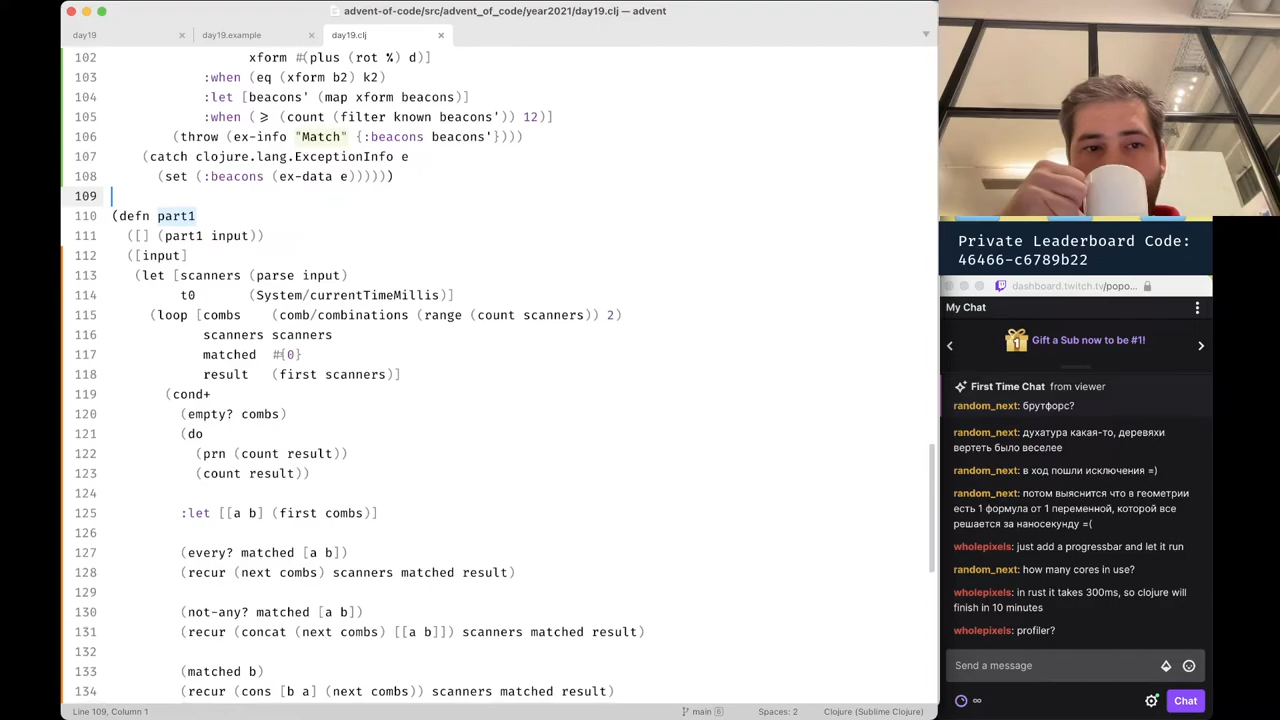 advent-of-code/src/advent_of_code/year2021/day19.clj — advent
day19
day19.example
day19.clj
102 xform #(plus (rot %) d)]
103 :when (eq (xform b2) k2)
104 :let [beacons' (map xform beacons)]
105 :when (>= (count (filter known beacons')) 12)]
106 (throw (ex-info "Match" {:beacons beacons'})))
107 (catch clojure.lang.ExceptionInfo e
108 (set (:beacons (ex-data e))))))
109
110 (defn part1
111 ([] (part1 input))
112 ([input]
113 (let [scanners (parse input)
114 t0 (System/currentTimeMillis)]
115 (loop [combs (comb/combinations (range (count scanners)) 2)
116 scanners scanners
117 matched #{0}
118 result (first scanners)]
119 (cond+
120 (empty? combs)
121 (do
122 (prn (count result))
123 (count result))
124
125 :let [[a b] (first combs)]
126
127 (every? matched [a b])
128 (recur (next combs) scanners matched result)
129
130 (not-any? matched [a b])
131 (recur (concat (next combs) [[a b]]) scanners matched result)
132
133 (matched b)
134 (recur (cons [b a] (next combs)) scanners matched result)
Line 109, Column 1
main 6
Spaces: 2
Clojure (Sublime Clojure)
Private Leaderboard Code:
46466-c6789b22
dashboard.twitch.tv/popo...
My Chat
1
Gift a Sub now to be #1!
First Time Chat from viewer
random_next: брутфорс?
random_next: духатура какая-то, деревяхи
вертеть было веселее
random_next: в ход пошли исключения =)
random_next: потом выяснится что в геометрии
есть 1 формула от 1 переменной, которой все
решается за наносекунду =(
wholepixels: just add a progressbar and let it run
random_next: how many cores in use?
wholepixels: in rust it takes 300ms, so clojure will
finish in 10 minutes
wholepixels: profiler?
Send a message
∞
Chat